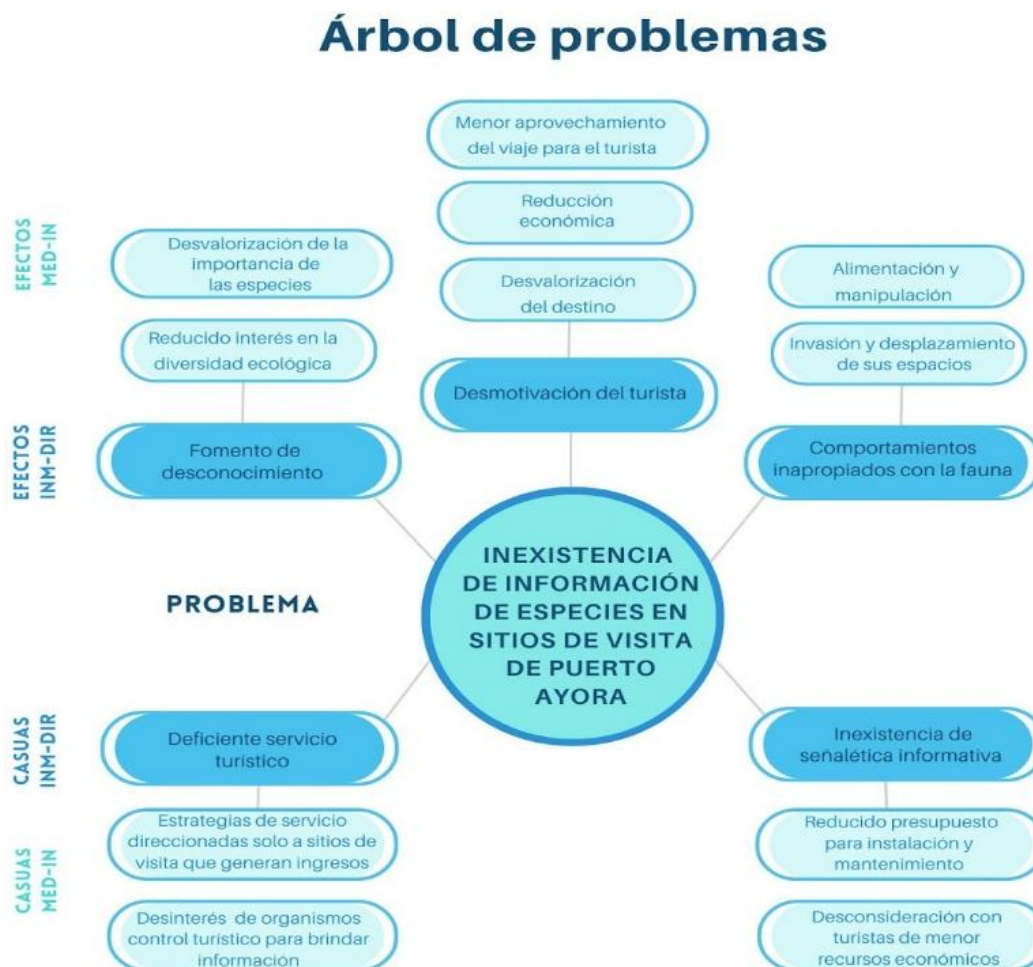 Árbol de problemas
Menor aprovechamiento
del viaje para el turista
Reducción
económica
Desvalorización
del destino
EFECTOS
MED-IN
Desvalorización de la
importancia de
las especies
Reducido interés en la
diversidad ecológica
Alimentación y
manipulación
Invasión y desplazamiento
de sus espacios
EFECTOS
INM-DIR
Fomento de
desconocimiento
Desmotivación del turista
Comportamientos
inapropiados con la fauna
PROBLEMA
INEXISTENCIA
DE INFORMACIÓN
DE ESPECIES EN
SITIOS DE VISITA
DE PUERTO
AYORA
CASUAS
INM-DIR
Deficiente servicio
turístico
Inexistencia de
señalética informativa
CASUAS
MED-IN
Estrategias de servicio
direccionadas solo a sitios de
visita que generan ingresos
Desinterés de organismos
control turístico para brindar
información
Reducido presupuesto
para instalación y
mantenimiento
Desconsideración con
turistas de menor
recursos económicos